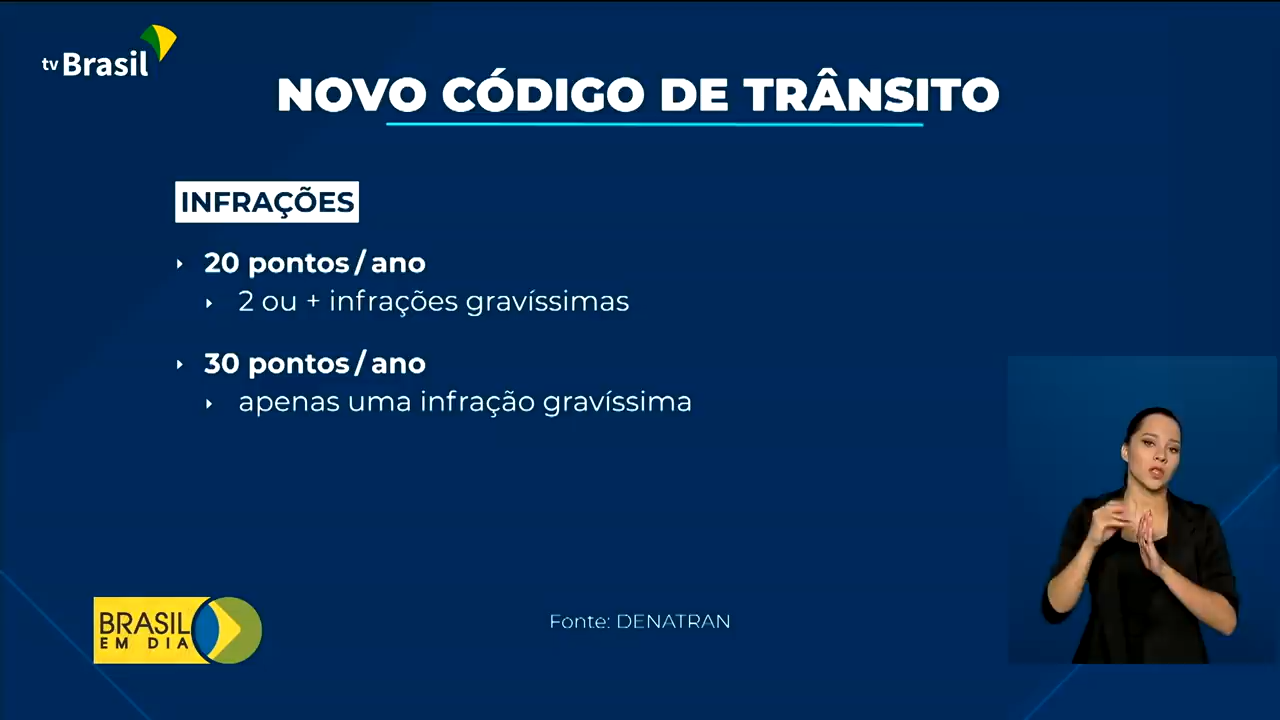 tv Brasil
NOVO CÓDIGO DE TRÂNSITO
INFRAÇÕES
20 pontos / ano
2 ou + infrações gravíssimas
30 pontos / ano
apenas uma infração gravíssima
BRASIL
EM DIA
Fonte: DENATRAN